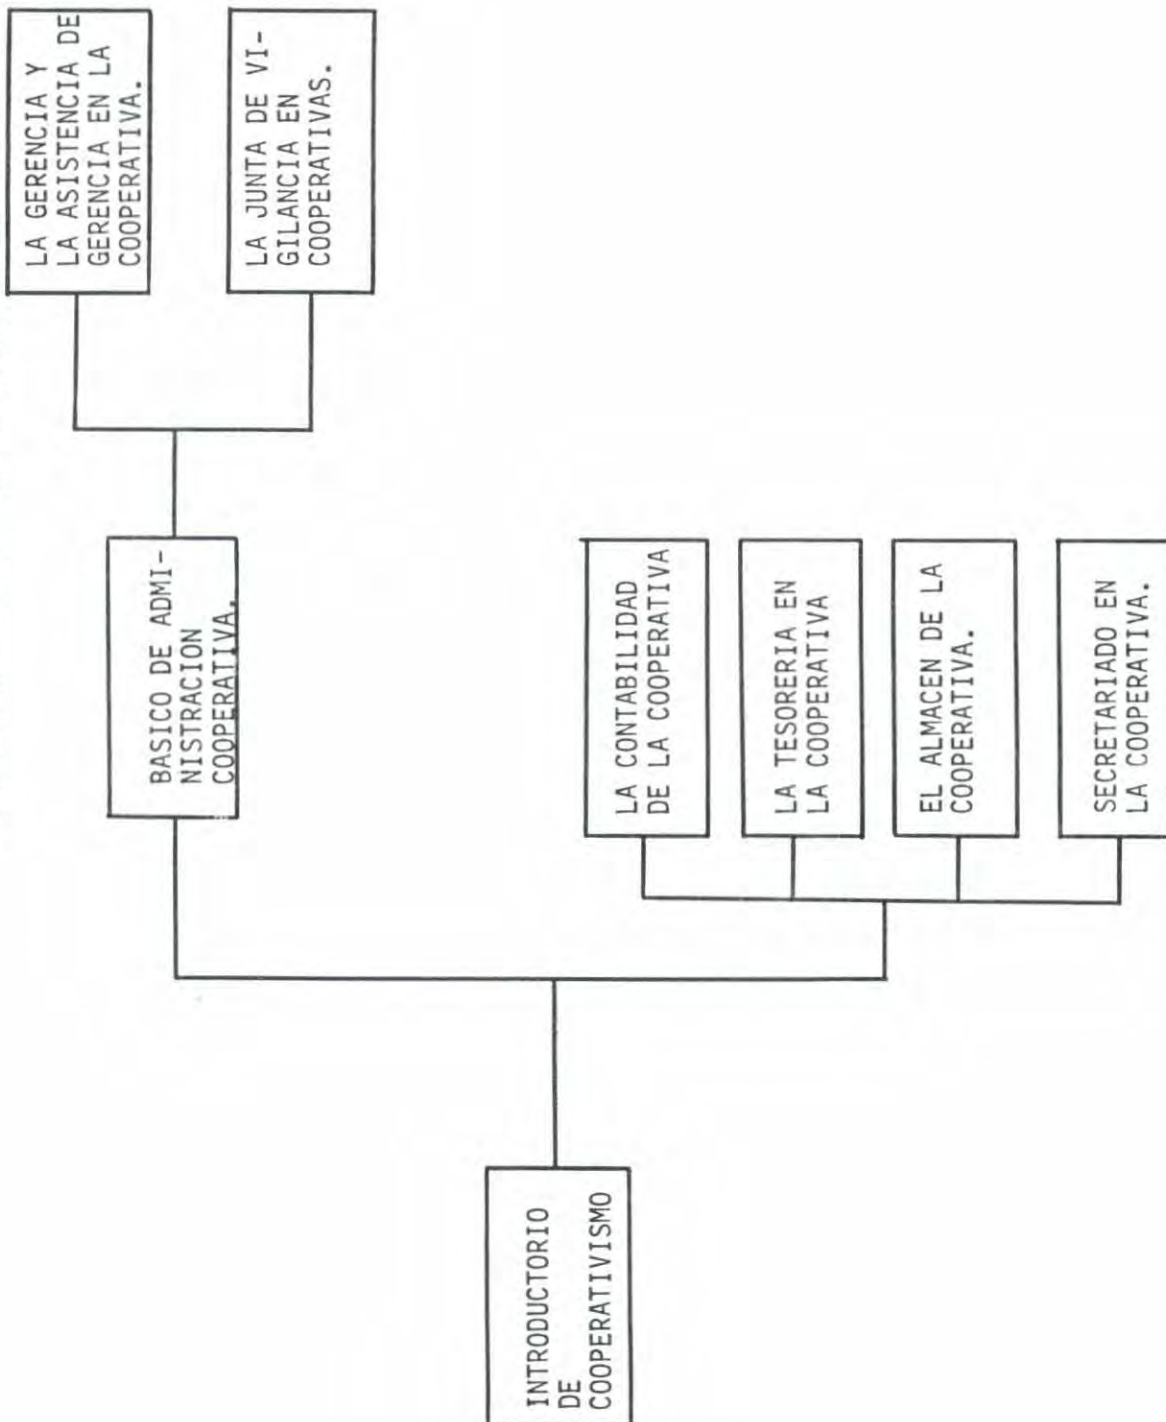 INTRODUCTORIO
DE
COOPERATIVISMO
BASICO DE ADMI-
NISTRACION
COOPERATIVA.
LA GERENCIA Y
LA ASISTENCIA DE
GERENCIA EN LA
COOPERATIVA.
LA JUNTA DE VI-
GILANCIA EN
COOPERATIVAS.
LA CONTABILIDAD
DE LA COOPERATIVA
LA TESORERIA EN
LA COOPERATIVA
EL ALMACEN DE LA
COOPERATIVA.
SECRETARIADO EN
LA COOPERATIVA.